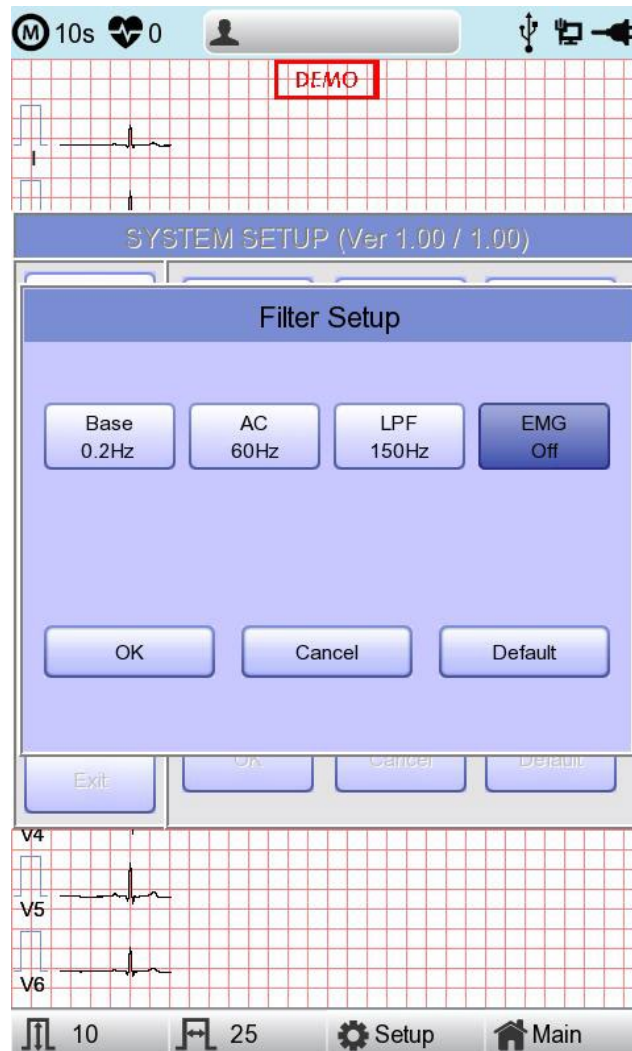 M 10s 0
DEMO
I
SYSTEM SETUP (Ver 1.00 / 1.00)
Filter Setup
Base
0.2Hz
AC
60Hz
LPF
150Hz
EMG
Off
OK Cancel Default
Exit OK Cancel Default
V4
V5
V6
10 25 Setup Main